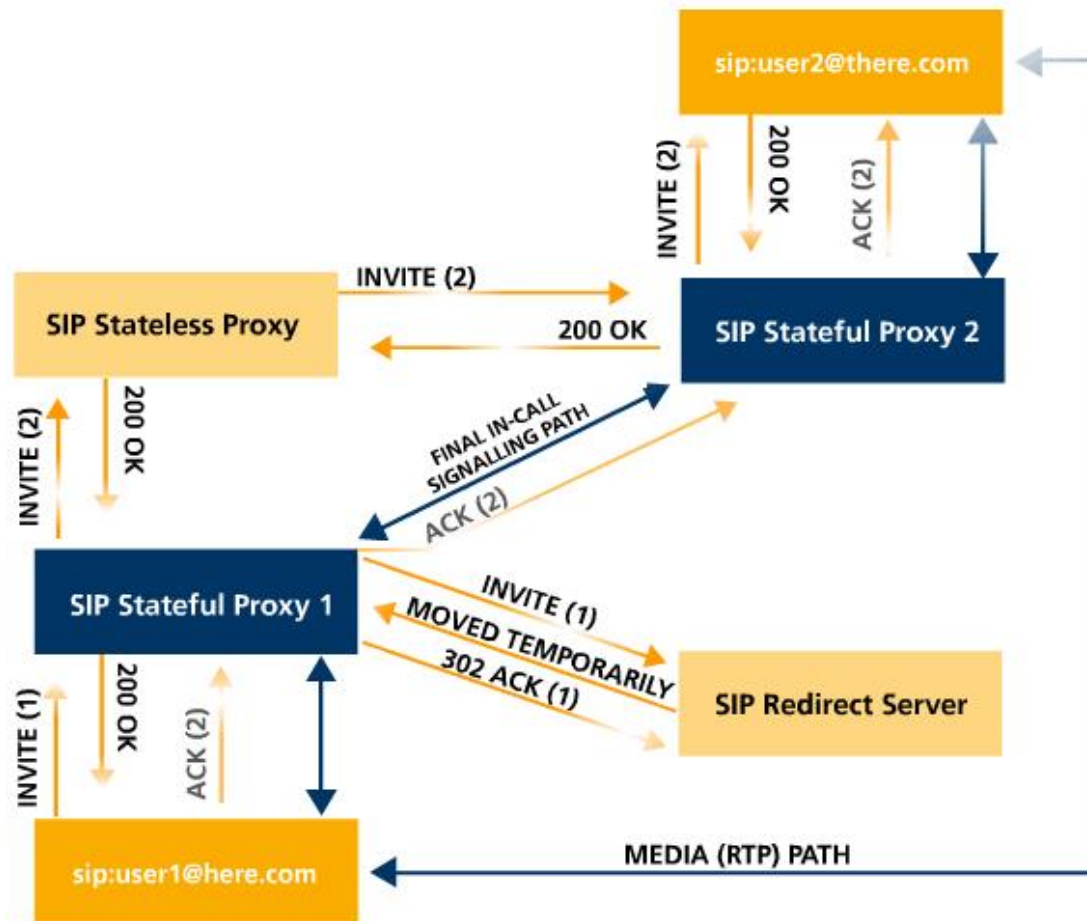 sip:user2@there.com
INVITE (2)
200 OK
ACK (2)
INVITE (2)
SIP Stateless Proxy
200 OK
SIP Stateful Proxy 2
200 OK
INVITE (2)
FINAL IN-CALL
SIGNALLING PATH
ACK (2)
SIP Stateful Proxy 1
INVITE (1)
MOVED TEMPORARILY
302 ACK (1)
SIP Redirect Server
INVITE (1)
200 OK
ACK (2)
sip:user1@here.com
MEDIA (RTP) PATH